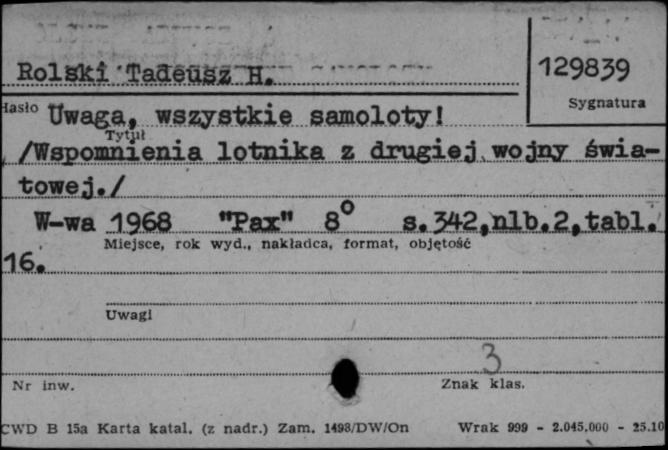 Rolski Tadeusz H.
129839
Sygnatura
Hasło Uwaga, wszystkie samoloty!
Tytuł
/Wspomnienia lotnika z drugiej wojny świa-
towej./
W-wa 1968 "Pax" 8° s.342,nlb.2,tabl.
Miejsce, rok wyd., nakładca, format, objętość
16.
Uwagi
3
Nr inw.
Znak klas.
CWD B 15a Karta katal. (z nadr.) Zam. 1493/DW/On Wrak 999 - 2.045.000 - 25.10